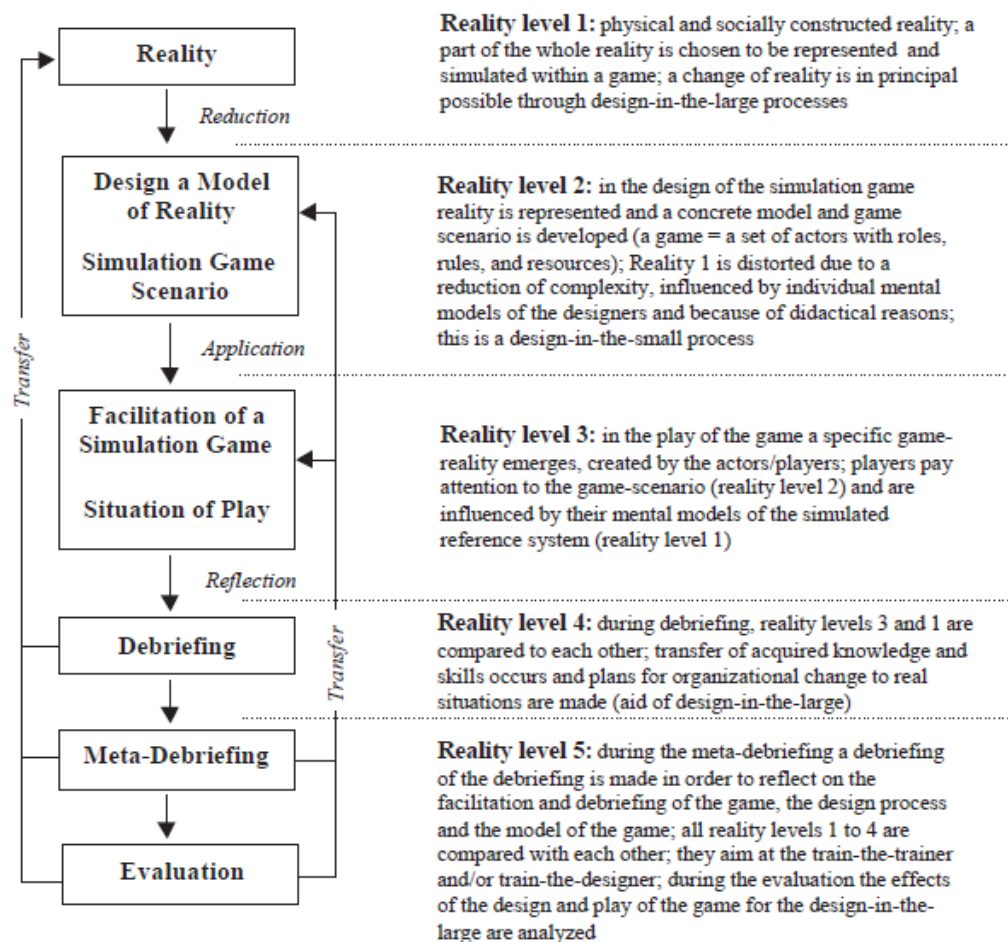 Reality
Reduction
Design a Model
of Reality
Simulation Game
Scenario
Application
Facilitation of a
Simulation Game
Situation of Play
Reflection
Debriefing
Meta-Debriefing
Evaluation
Transfer
Transfer
Reality level 1: physical and socially constructed reality; a
part of the whole reality is chosen to be represented and
simulated within a game; a change of reality is in principal
possible through design-in-the-large processes
Reality level 2: in the design of the simulation game
reality is represented and a concrete model and game
scenario is developed (a game = a set of actors with roles,
rules, and resources); Reality 1 is distorted due to a
reduction of complexity, influenced by individual mental
models of the designers and because of didactical reasons;
this is a design-in-the-small process
Reality level 3: in the play of the game a specific game-
reality emerges, created by the actors/players; players pay
attention to the game-scenario (reality level 2) and are
influenced by their mental models of the simulated
reference system (reality level 1)
Reality level 4: during debriefing, reality levels 3 and 1 are
compared to each other; transfer of acquired knowledge and
skills occurs and plans for organizational change to real
situations are made (aid of design-in-the-large)
Reality level 5: during the meta-debriefing a debriefing
of the debriefing is made in order to reflect on the
facilitation and debriefing of the game, the design process
and the model of the game; all reality levels 1 to 4 are
compared with each other; they aim at the train-the-trainer
and/or train-the-designer; during the evaluation the effects
of the design and play of the game for the design-in-the-
large are analyzed